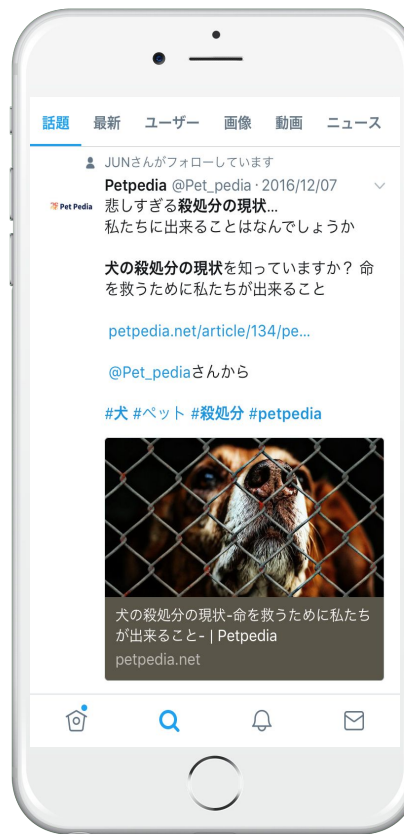 話題 最新 ユーザー 画像 動画 ニュース
JUNさんがフォローしています
Petpedia @Pet_pedia · 2016/12/07
Pet Pedia
悲しすぎる殺処分の現状...
私たちに出来ることはなんでしょうか
犬の殺処分の現状を知っていますか？ 命
を救うために私たちが出来ること
petpedia.net/article/134/pe...
@Pet_pediaさんから
#犬 #ペット #殺処分 #petpedia
犬の殺処分の現状-命を救うために私たち
が出来ること- | Petpedia
petpedia.net